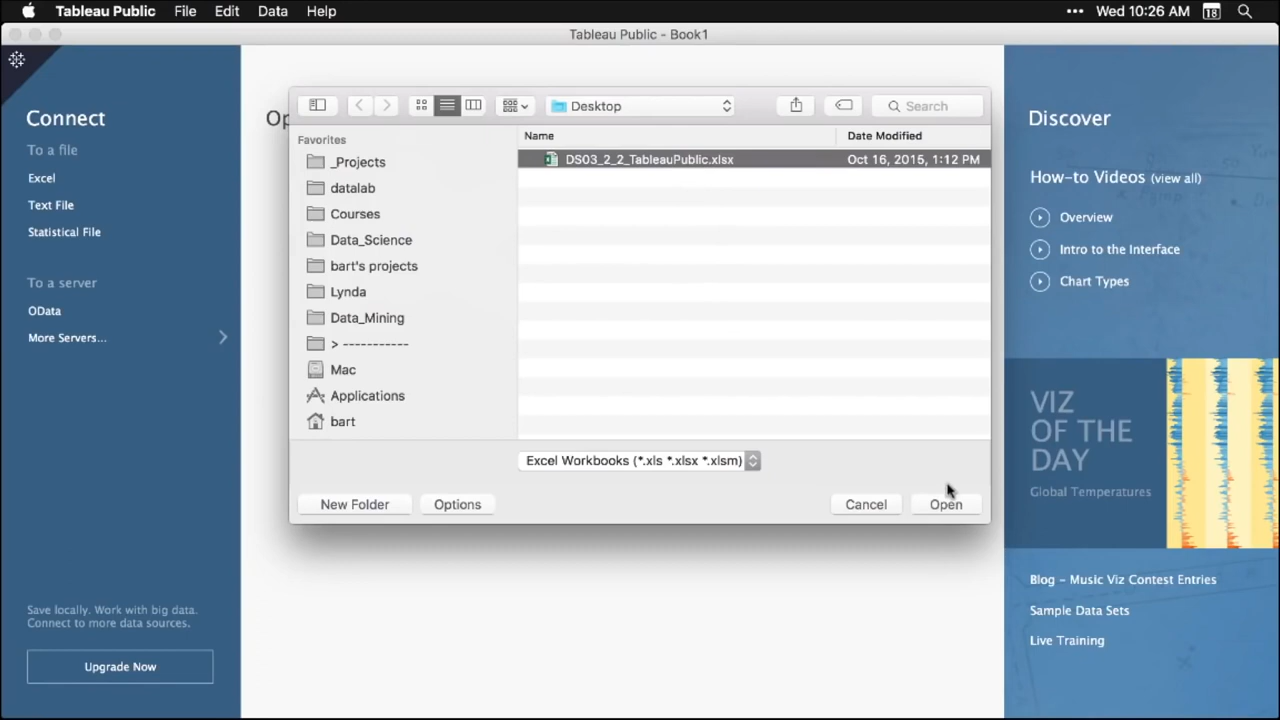 Tableau Public File Edit Data Help
Wed 10:26 AM 18
Tableau Public - Book1
Connect
To a file
Excel
Text File
Statistical File
To a server
OData
More Servers...
Save locally. Work with big data.
Connect to more data sources.
Upgrade Now
Op
Desktop
Search
Favorites
_Projects
datalab
Courses
Data_Science
bart's projects
Lynda
Data_Mining
> -----------
Mac
Applications
bart
Name Date Modified
DS03_2_2_TableauPublic.xlsx Oct 16, 2015, 1:12 PM
Excel Workbooks (*.xls *.xlsx *.xlsm)
New Folder Options Cancel Open
Discover
How-to Videos (view all)
Overview
Intro to the Interface
Chart Types
VIZ
OF THE
DAY
Global Temperatures
Blog - Music Viz Contest Entries
Sample Data Sets
Live Training